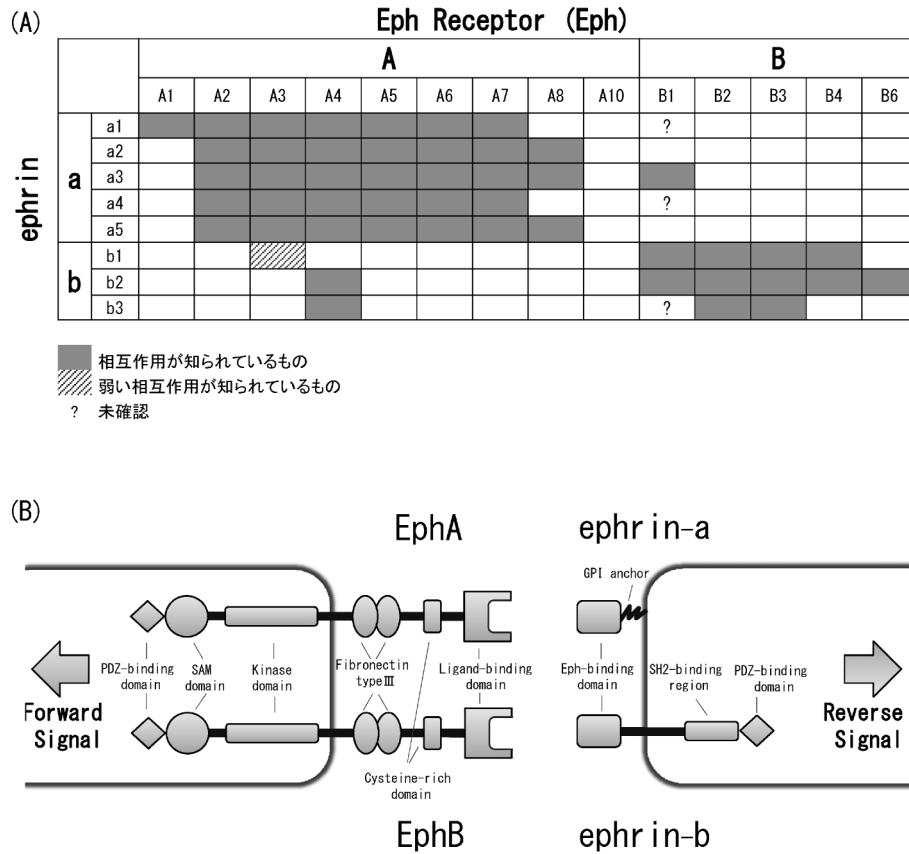 (A)
Eph Receptor (Eph)
A B
A1 A2 A3 A4 A5 A6 A7 A8 A10 B1 B2 B3 B4 B6
ephrin
a
a1 ?
a2
a3
a4 ?
a5
b
b1
b2
b3 ?
相互作用が知られているもの
弱い相互作用が知られているもの
? 未確認
(B)
EphA
ephrin-a
GPI anchor
PDZ-binding
domain
SAM
domain
Kinase
domain
Fibronectin
typeⅢ
Ligand-binding
domain
Eph-binding
domain
SH2-binding
region
PDZ-binding
domain
Forward
Signal
Reverse
Signal
Cysteine-rich
domain
EphB
ephrin-b